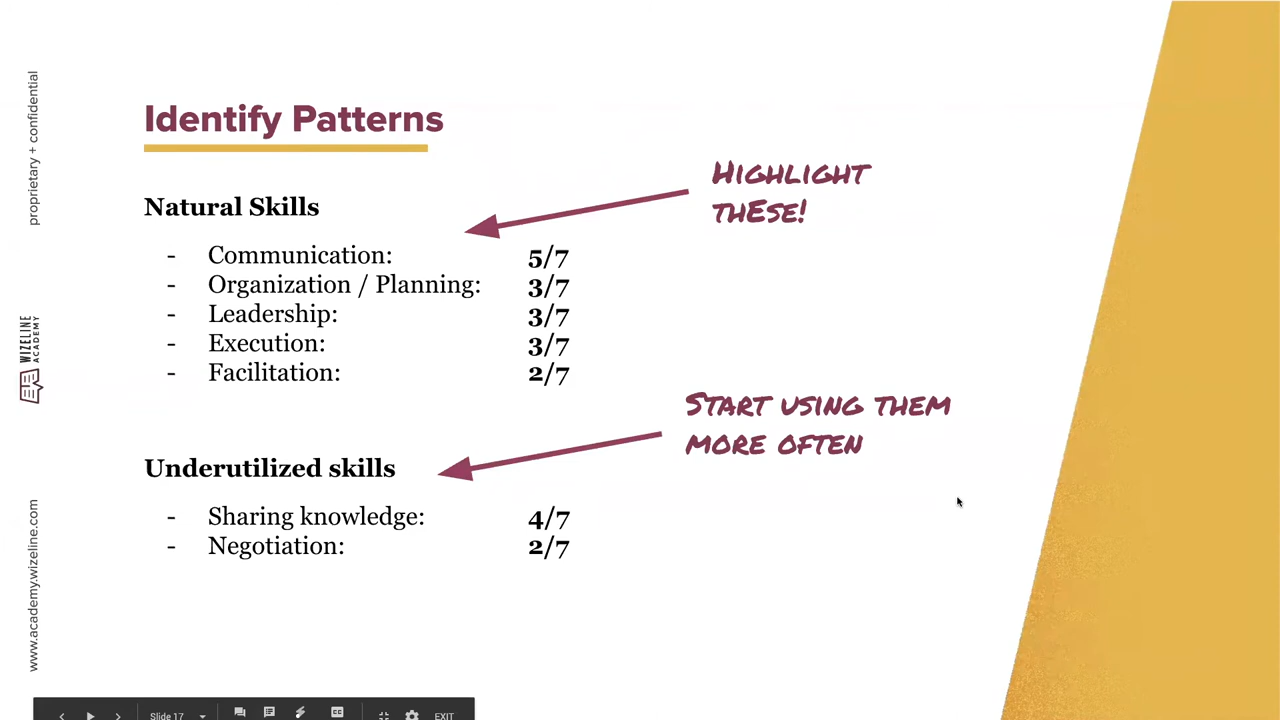 Identify Patterns
HIGHLIGHT
THESE!
Natural Skills
- Communication: 5/7
- Organization / Planning: 3/7
- Leadership: 3/7
- Execution: 3/7
- Facilitation: 2/7
START USING THEM
MORE OFTEN
Underutilized skills
- Sharing knowledge: 4/7
- Negotiation: 2/7
proprietary + confidential
WIZELINE
ACADEMY
www.academy.wizeline.com
Slide 17
CC
EXIT